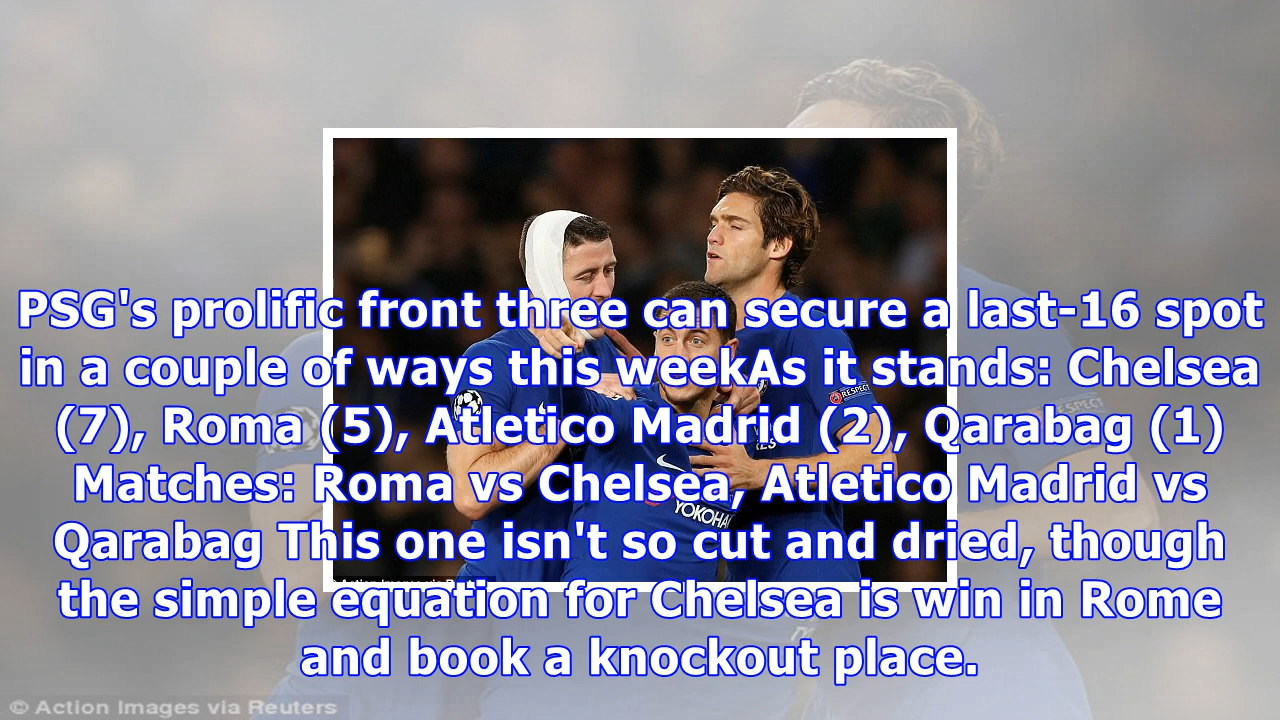 PSG's prolific front three can secure a last-16 spot
in a couple of ways this weekAs it stands: Chelsea
(7), Roma (5), Atletico Madrid (2), Qarabag (1)
Matches: Roma vs Chelsea, Atletico Madrid vs
Qarabag This one isn't so cut and dried, though
the simple equation for Chelsea is win in Rome
and book a knockout place.
RESPECT
YOKOHA
© Action Images via Reuters